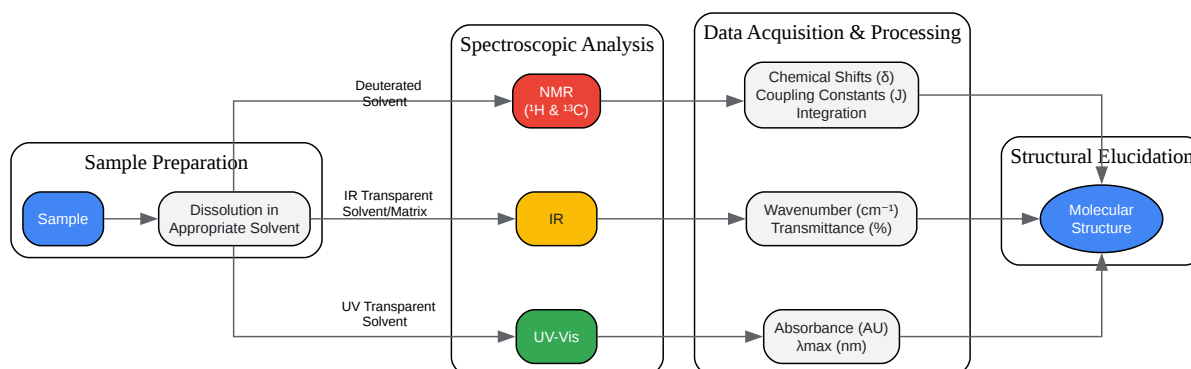 Sample Preparation
Sample
Dissolution in
Appropriate Solvent
Deuterated
Solvent
IR Transparent
Solvent/Matrix
UV Transparent
Solvent
Spectroscopic Analysis
NMR
(¹H & ¹³C)
IR
UV-Vis
Data Acquisition & Processing
Chemical Shifts (δ)
Coupling Constants (J)
Integration
Wavenumber (cm⁻¹)
Transmittance (%)
Absorbance (AU)
λmax (nm)
Structural Elucidation
Molecular
Structure